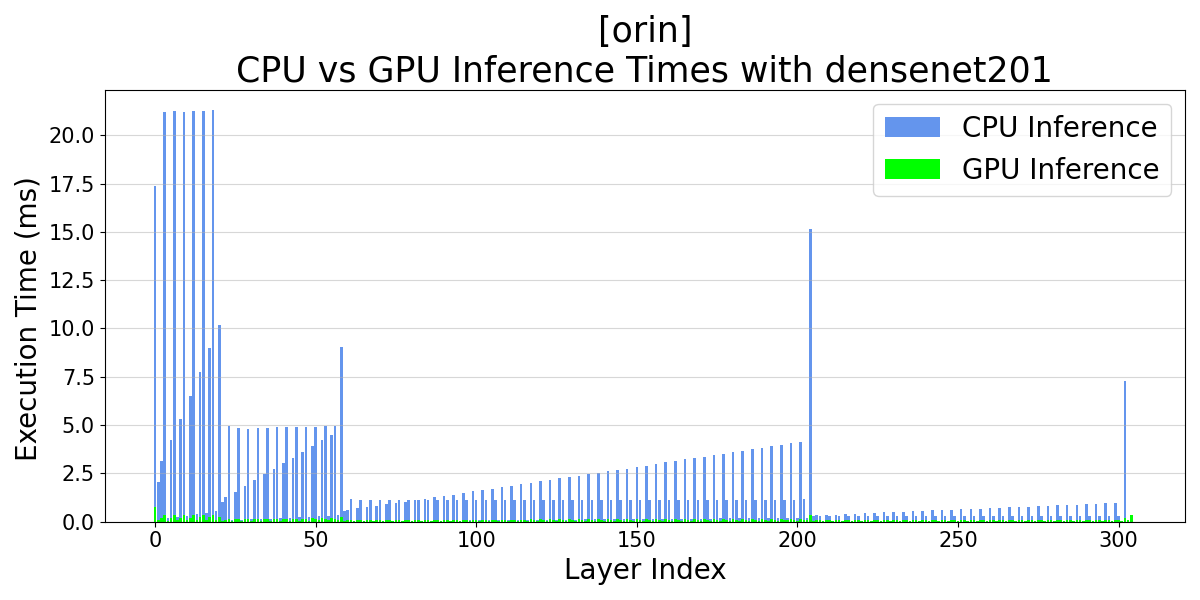 [orin]
CPU vs GPU Inference Times with densenet201
CPU Inference
GPU Inference
Execution Time (ms)
20.0
17.5
15.0
12.5
10.0
7.5
5.0
2.5
0.0
0 50 100 150 200 250 300
Layer Index